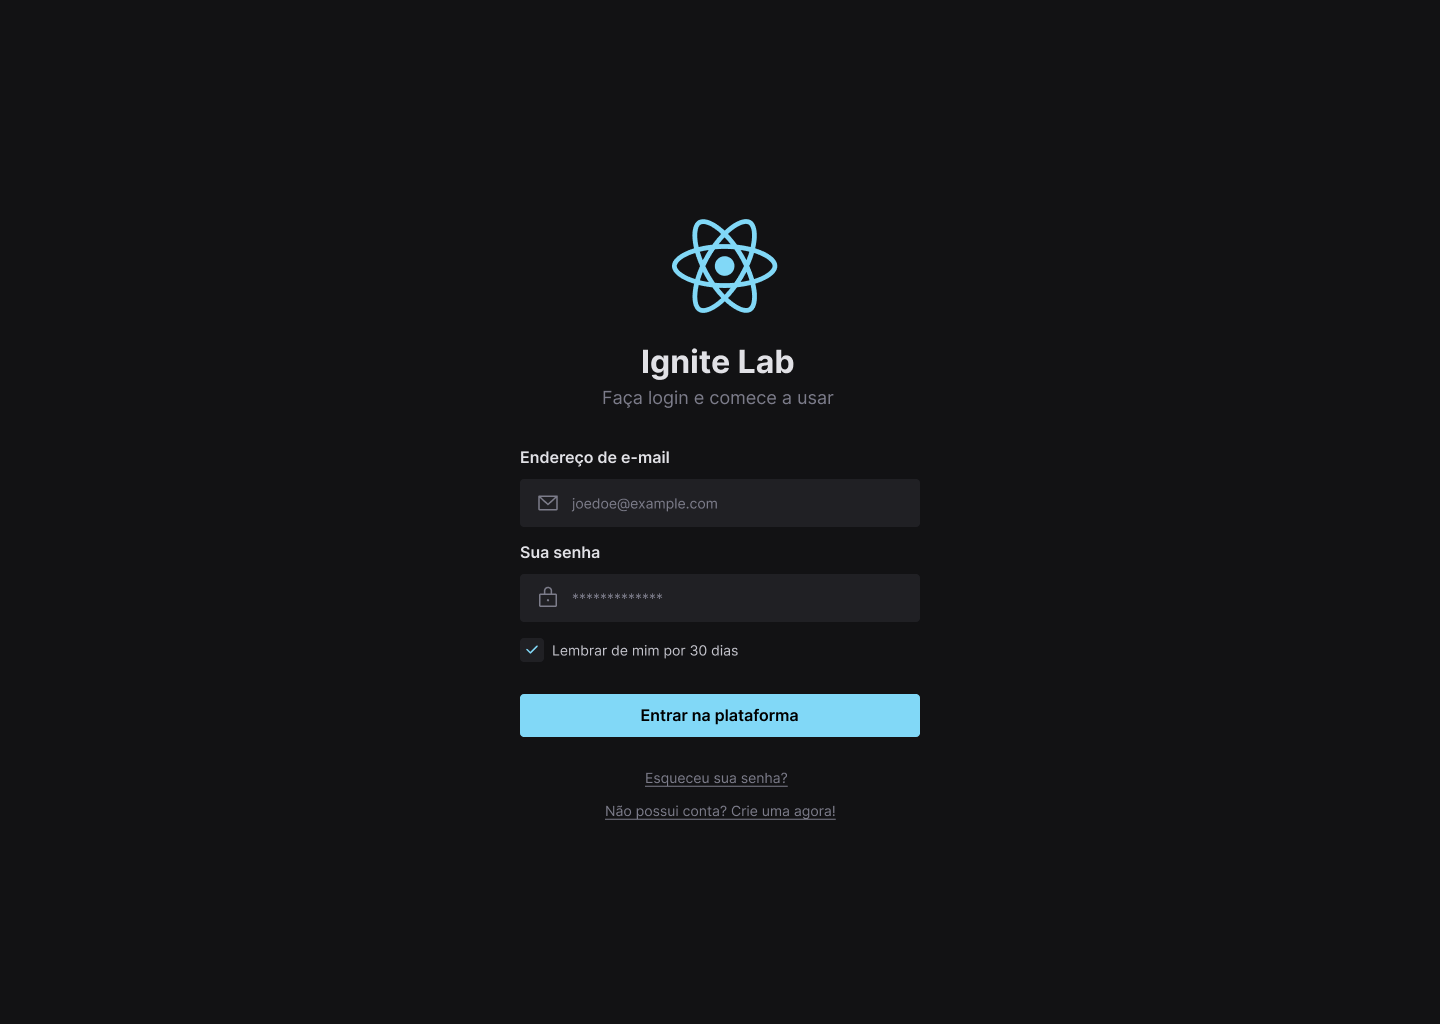 Ignite Lab
Faça login e comece a usar
Endereço de e-mail
joedoe@example.com
Sua senha
*************
Lembrar de mim por 30 dias
Entrar na plataforma
Esqueceu sua senha?
Não possui conta? Crie uma agora!